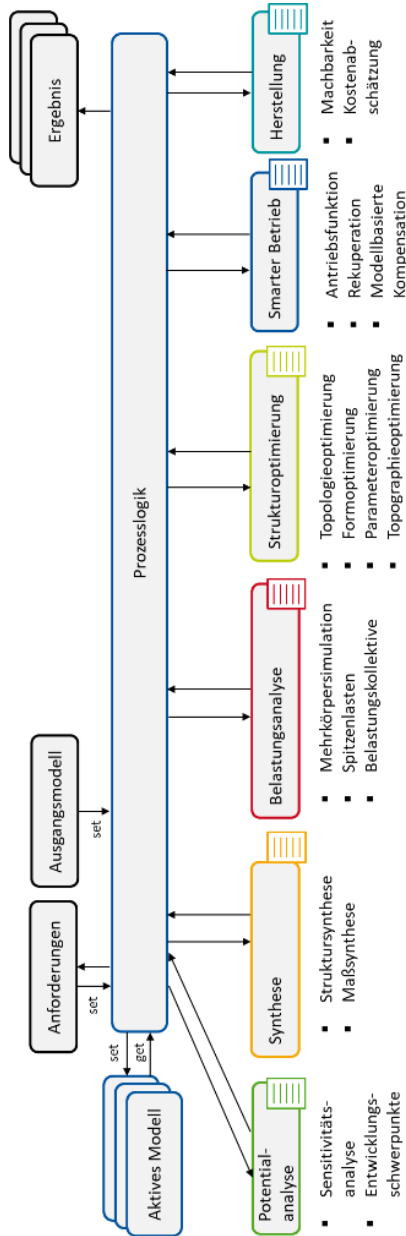 Anforderungen
Ausgangsmodell
Ergebnis
set
set
Aktives Modell
set
get
Prozesslogik
Potential-
analyse
Synthese
Belastungsanalyse
Strukturoptimierung
Smarter Betrieb
Herstellung
▪ Sensitivitäts-
analyse
▪ Entwicklungs-
schwerpunkte
▪ Struktursynthese
▪ Maßsynthese
▪ Mehrkörpersimulation
▪ Spitzenlasten
▪ Belastungskollektive
▪ Topologieoptimierung
▪ Formoptimierung
▪ Parameteroptimierung
▪ Topographieoptimierung
▪ Antriebsfunktion
▪ Rekuperation
▪ Modellbasierte
Kompensation
▪ Machbarkeit
▪ Kostenab-
schätzung